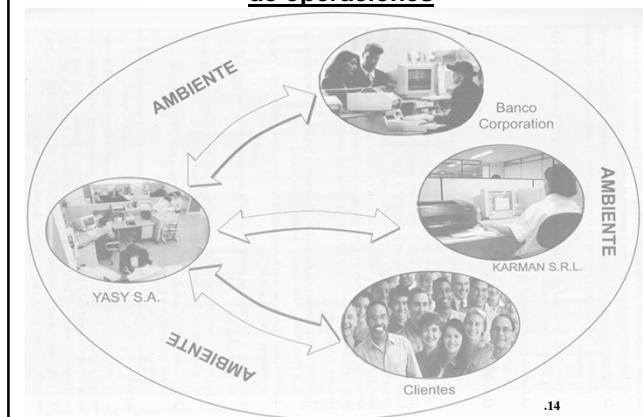 de operaciones
AMBIENTE
Banco
Corporation
AMBIENTE
KARMAN S.R.L.
YASY S.A.
AMBIENTE
Clientes
.14